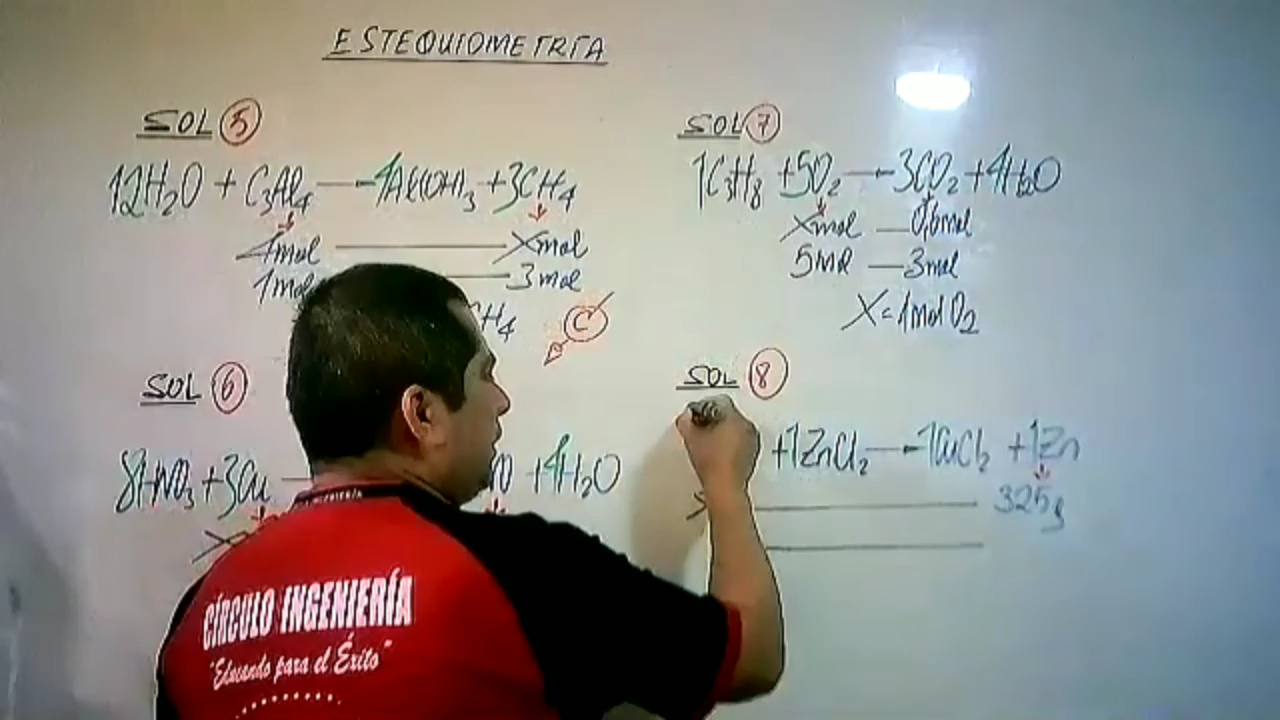 ESTEQUIOMETRÍA
SOL 5
12H₂O + C₃Al₄ → 4Al(OH)₃ + 3CH₄
4mol — Xmol
1mol — 3mol
CH₄ C
SOL 6
8HNO₃ + 3Cu + 4H₂O
X
SOL 7
1C₃H₈ + 5O₂ → 3CO₂ + 4H₂O
Xmol — 0,6mol
5mol — 3mol
X = 1mol O₂
SOL 8
+ 1ZnCl₂ → 1CuCl₂ + 1Zn
X — 325g
CÍRCULO INGENIERÍA
"Educando para el Éxito"